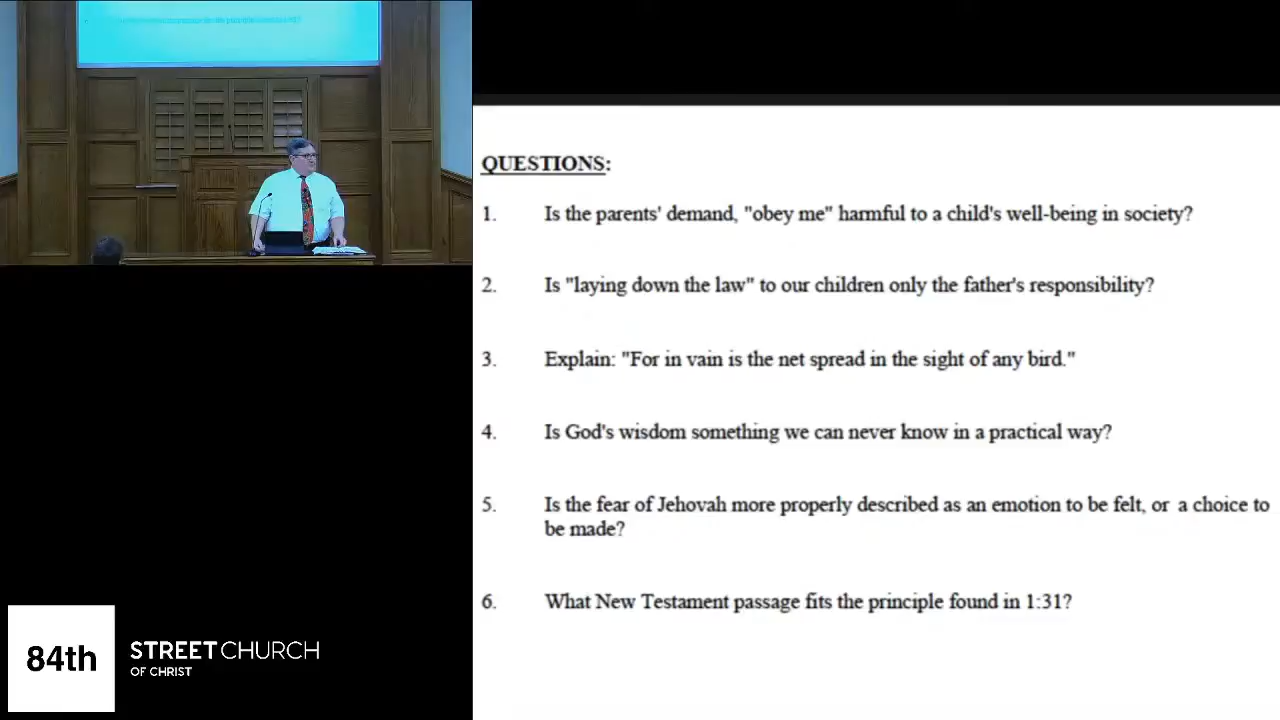 QUESTIONS:
1. Is the parents' demand, "obey me" harmful to a child's well-being in society?
2. Is "laying down the law" to our children only the father's responsibility?
3. Explain: "For in vain is the net spread in the sight of any bird."
4. Is God's wisdom something we can never know in a practical way?
5. Is the fear of Jehovah more properly described as an emotion to be felt, or a choice to
be made?
6. What New Testament passage fits the principle found in 1:31?
84th
STREET CHURCH
OF CHRIST